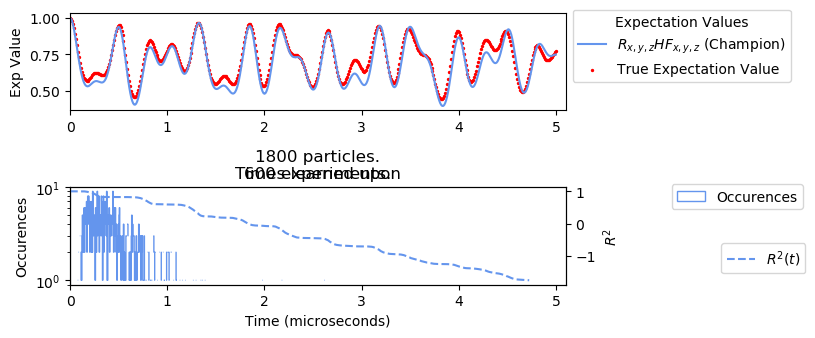 Exp Value
1.00
0.75
0.50
0 1 2 3 4 5
Expectation Values
R_{x,y,z}HF_{x,y,z} (Champion)
True Expectation Value
1800 particles.
600 experiments.
Times learned upon
Occurences
10^1
10^0
0 1 2 3 4 5
Time (microseconds)
1
0
−1
R^2
Occurences
R^2(t)